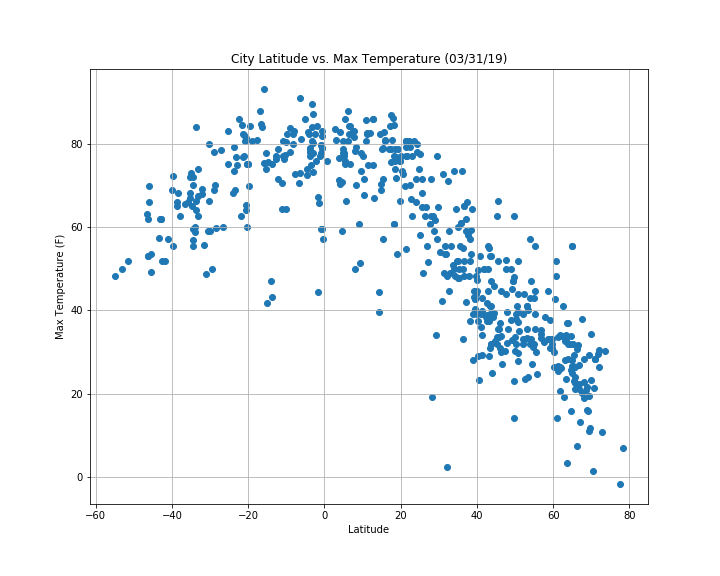 City Latitude vs. Max Temperature (03/31/19)
Max Temperature (F)
80
60
40
20
0
−60 −40 −20 0 20 40 60 80
Latitude